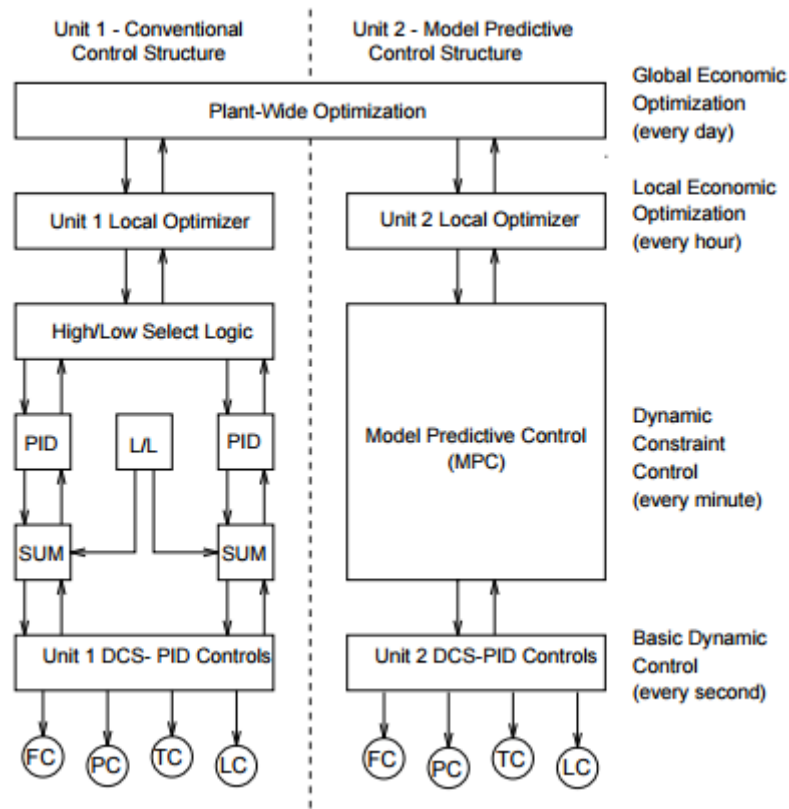 Unit 1 - Conventional
Control Structure
Unit 2 - Model Predictive
Control Structure
Plant-Wide Optimization
Global Economic
Optimization
(every day)
Unit 1 Local Optimizer
Unit 2 Local Optimizer
Local Economic
Optimization
(every hour)
High/Low Select Logic
PID
L/L
PID
SUM
SUM
Model Predictive Control
(MPC)
Dynamic
Constraint
Control
(every minute)
Unit 1 DCS- PID Controls
Unit 2 DCS-PID Controls
Basic Dynamic
Control
(every second)
FC
PC
TC
LC
FC
PC
TC
LC